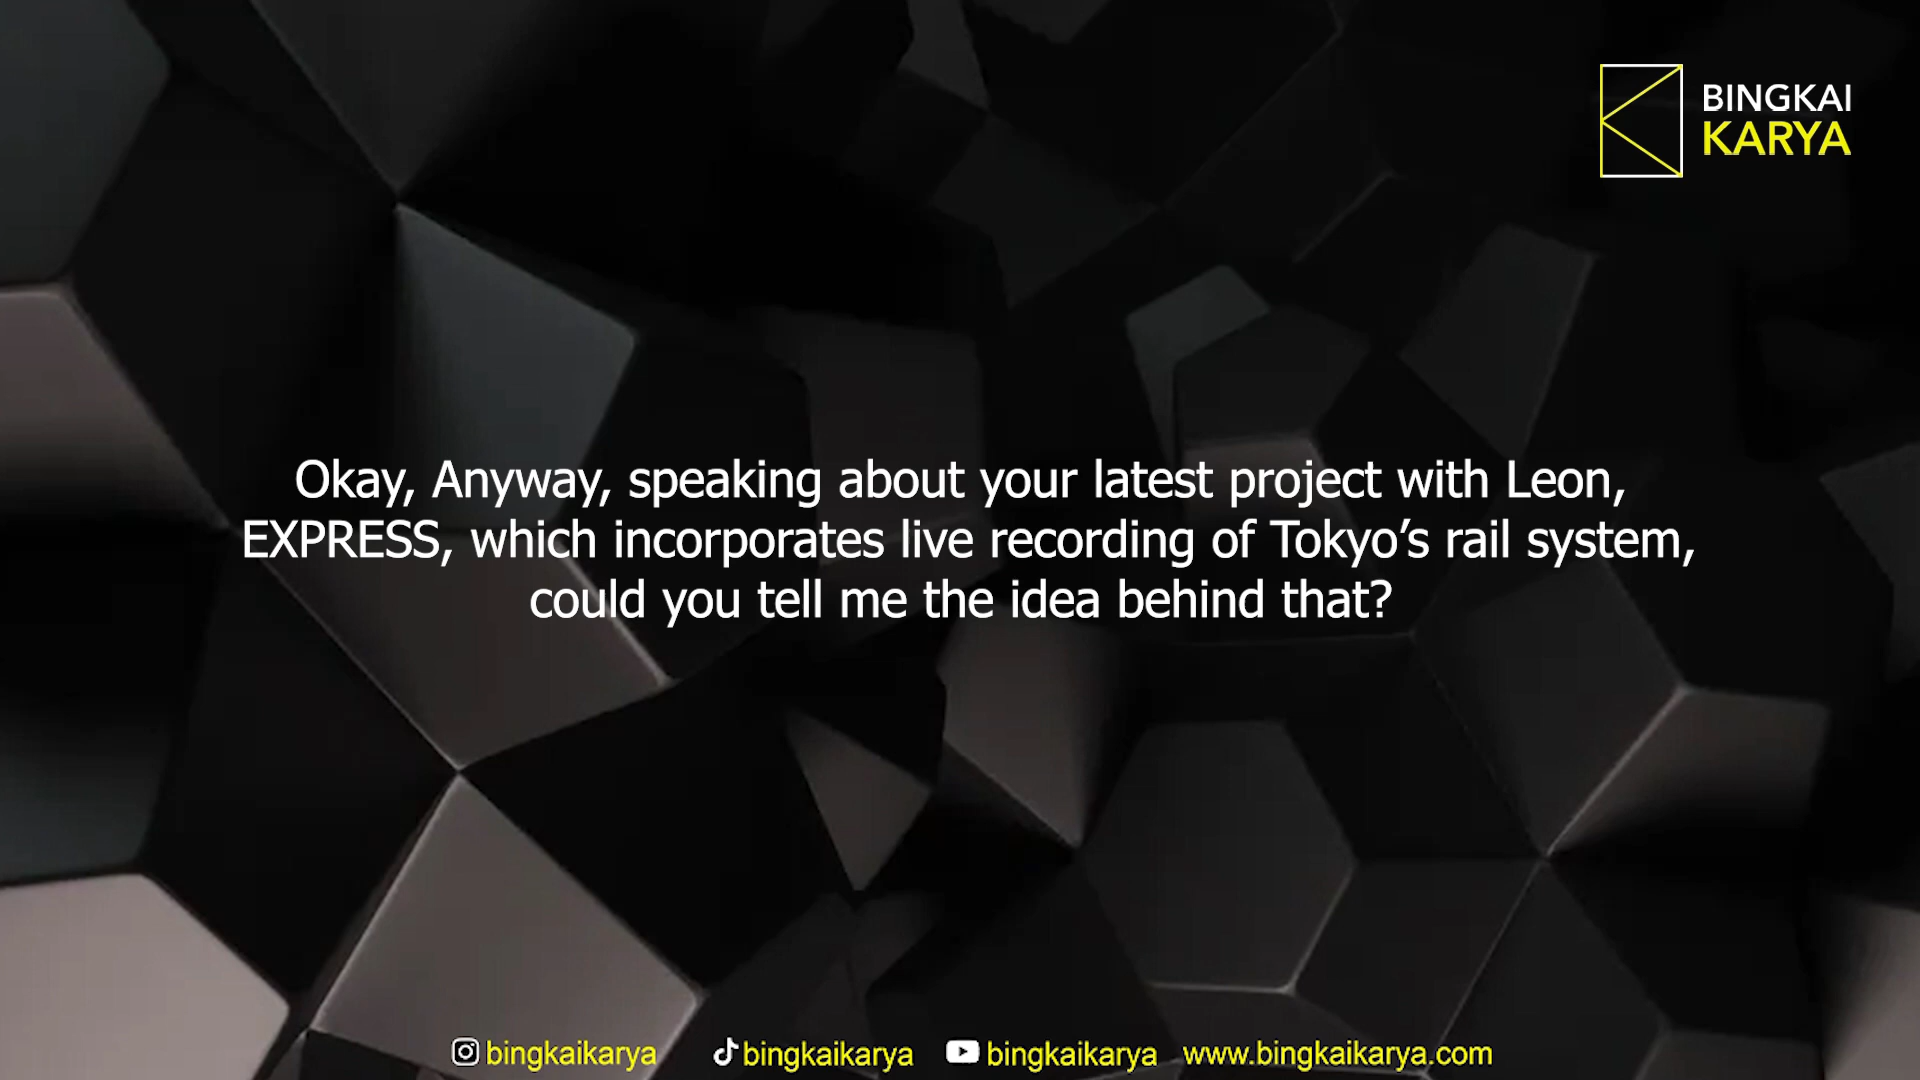 BINGKAI
KARYA
Okay, Anyway, speaking about your latest project with Leon,
EXPRESS, which incorporates live recording of Tokyo’s rail system,
could you tell me the idea behind that?
bingkaikarya bingkaikarya bingkaikarya www.bingkaikarya.com